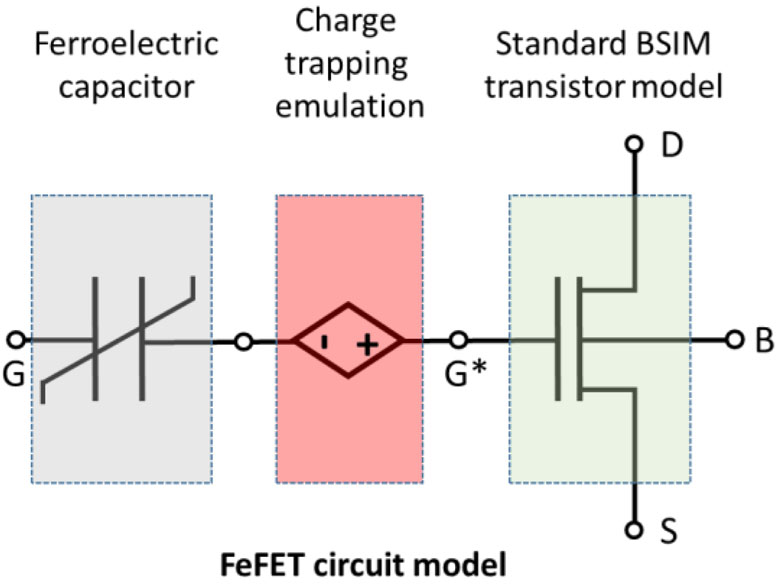 Ferroelectric
capacitor
Charge
trapping
emulation
Standard BSIM
transistor model
D
G
- +
G*
B
S
FeFET circuit model